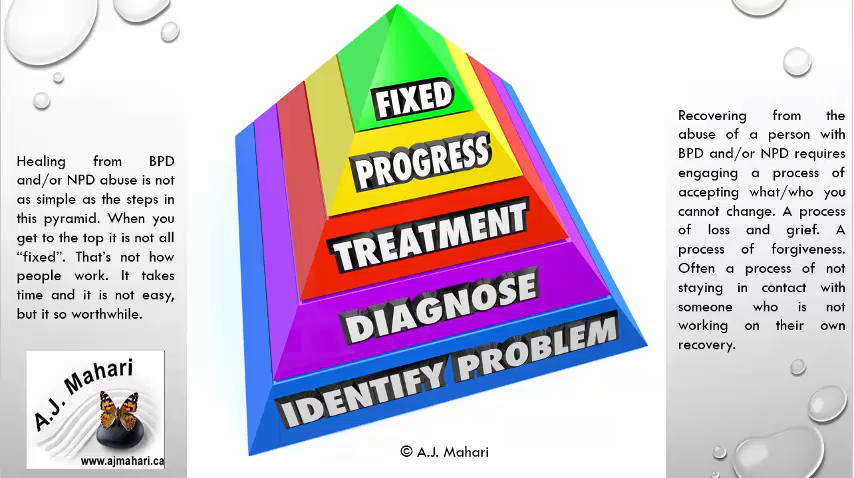 Healing from BPD
and/or NPD abuse is not
as simple as the steps in
this pyramid. When you
get to the top it is not all
“fixed”. That’s not how
people work. It takes
time and it is not easy,
but it so worthwhile.
A.J. Mahari
www.ajmahari.ca
FIXED
PROGRESS
TREATMENT
DIAGNOSE
IDENTIFY PROBLEM
© A.J. Mahari
Recovering from the
abuse of a person with
BPD and/or NPD requires
engaging a process of
accepting what/who you
cannot change. A process
of loss and grief. A
process of forgiveness.
Often a process of not
staying in contact with
someone who is not
working on their own
recovery.